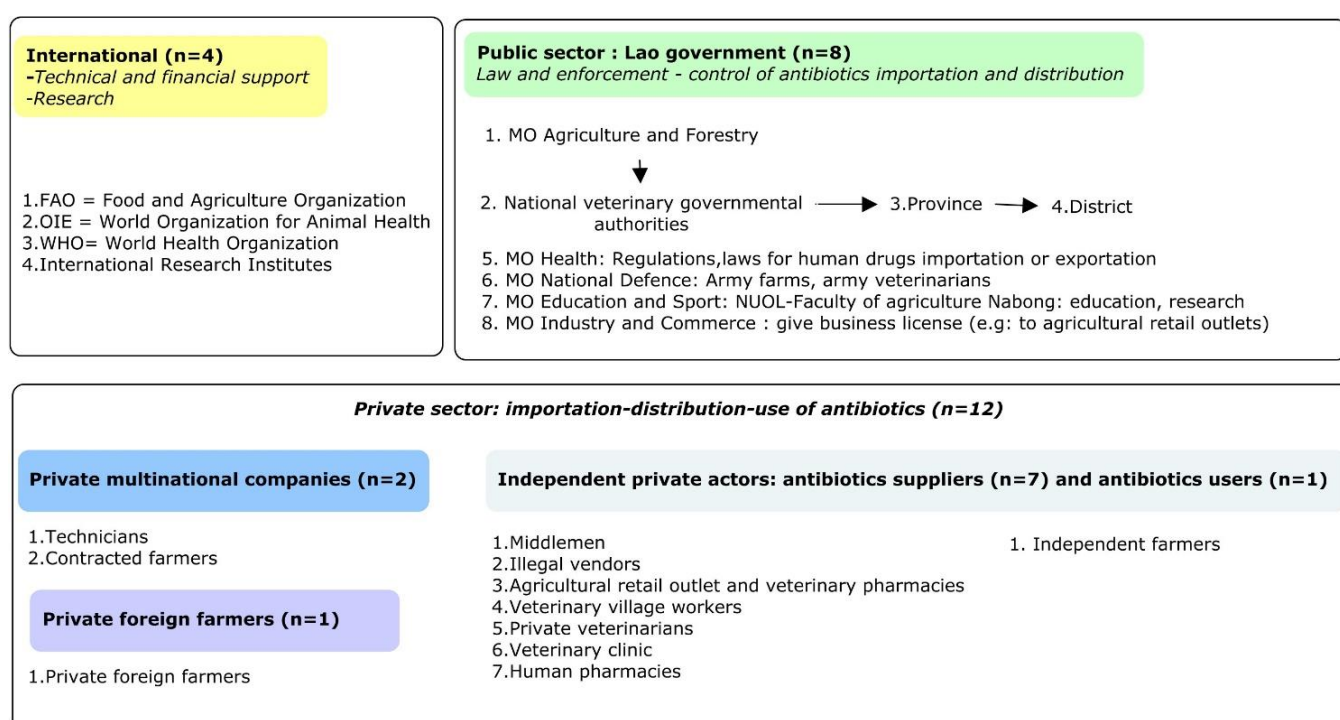 International (n=4)
-Technical and financial support
-Research
1.FAO = Food and Agriculture Organization
2.OIE = World Organization for Animal Health
3.WHO= World Health Organization
4.International Research Institutes
Public sector : Lao government (n=8)
Law and enforcement - control of antibiotics importation and distribution
1. MO Agriculture and Forestry
2. National veterinary governmental
authorities
3.Province
4.District
5. MO Health: Regulations,laws for human drugs importation or exportation
6. MO National Defence: Army farms, army veterinarians
7. MO Education and Sport: NUOL-Faculty of agriculture Nabong: education, research
8. MO Industry and Commerce : give business license (e.g: to agricultural retail outlets)
Private sector: importation-distribution-use of antibiotics (n=12)
Private multinational companies (n=2)
1.Technicians
2.Contracted farmers
Private foreign farmers (n=1)
1.Private foreign farmers
Independent private actors: antibiotics suppliers (n=7) and antibiotics users (n=1)
1.Middlemen
2.Illegal vendors
3.Agricultural retail outlet and veterinary pharmacies
4.Veterinary village workers
5.Private veterinarians
6.Veterinary clinic
7.Human pharmacies
1. Independent farmers